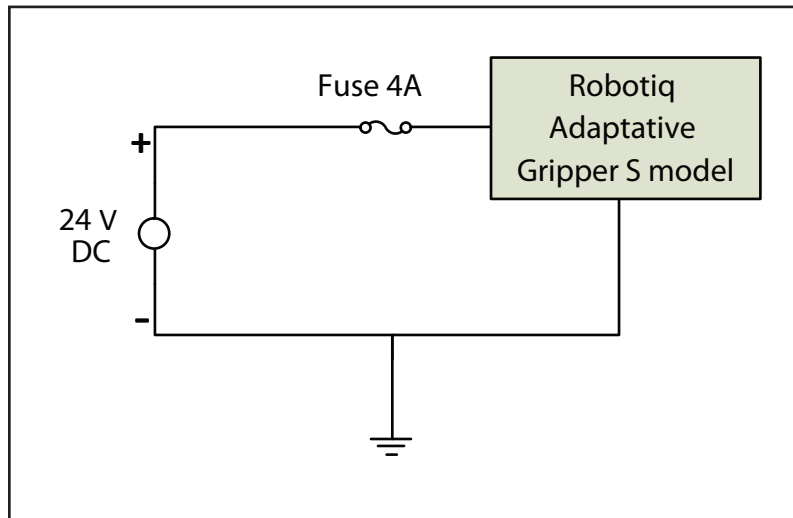 Fuse 4A
Robotiq
Adaptative
Gripper S model
+
24 V
DC
-